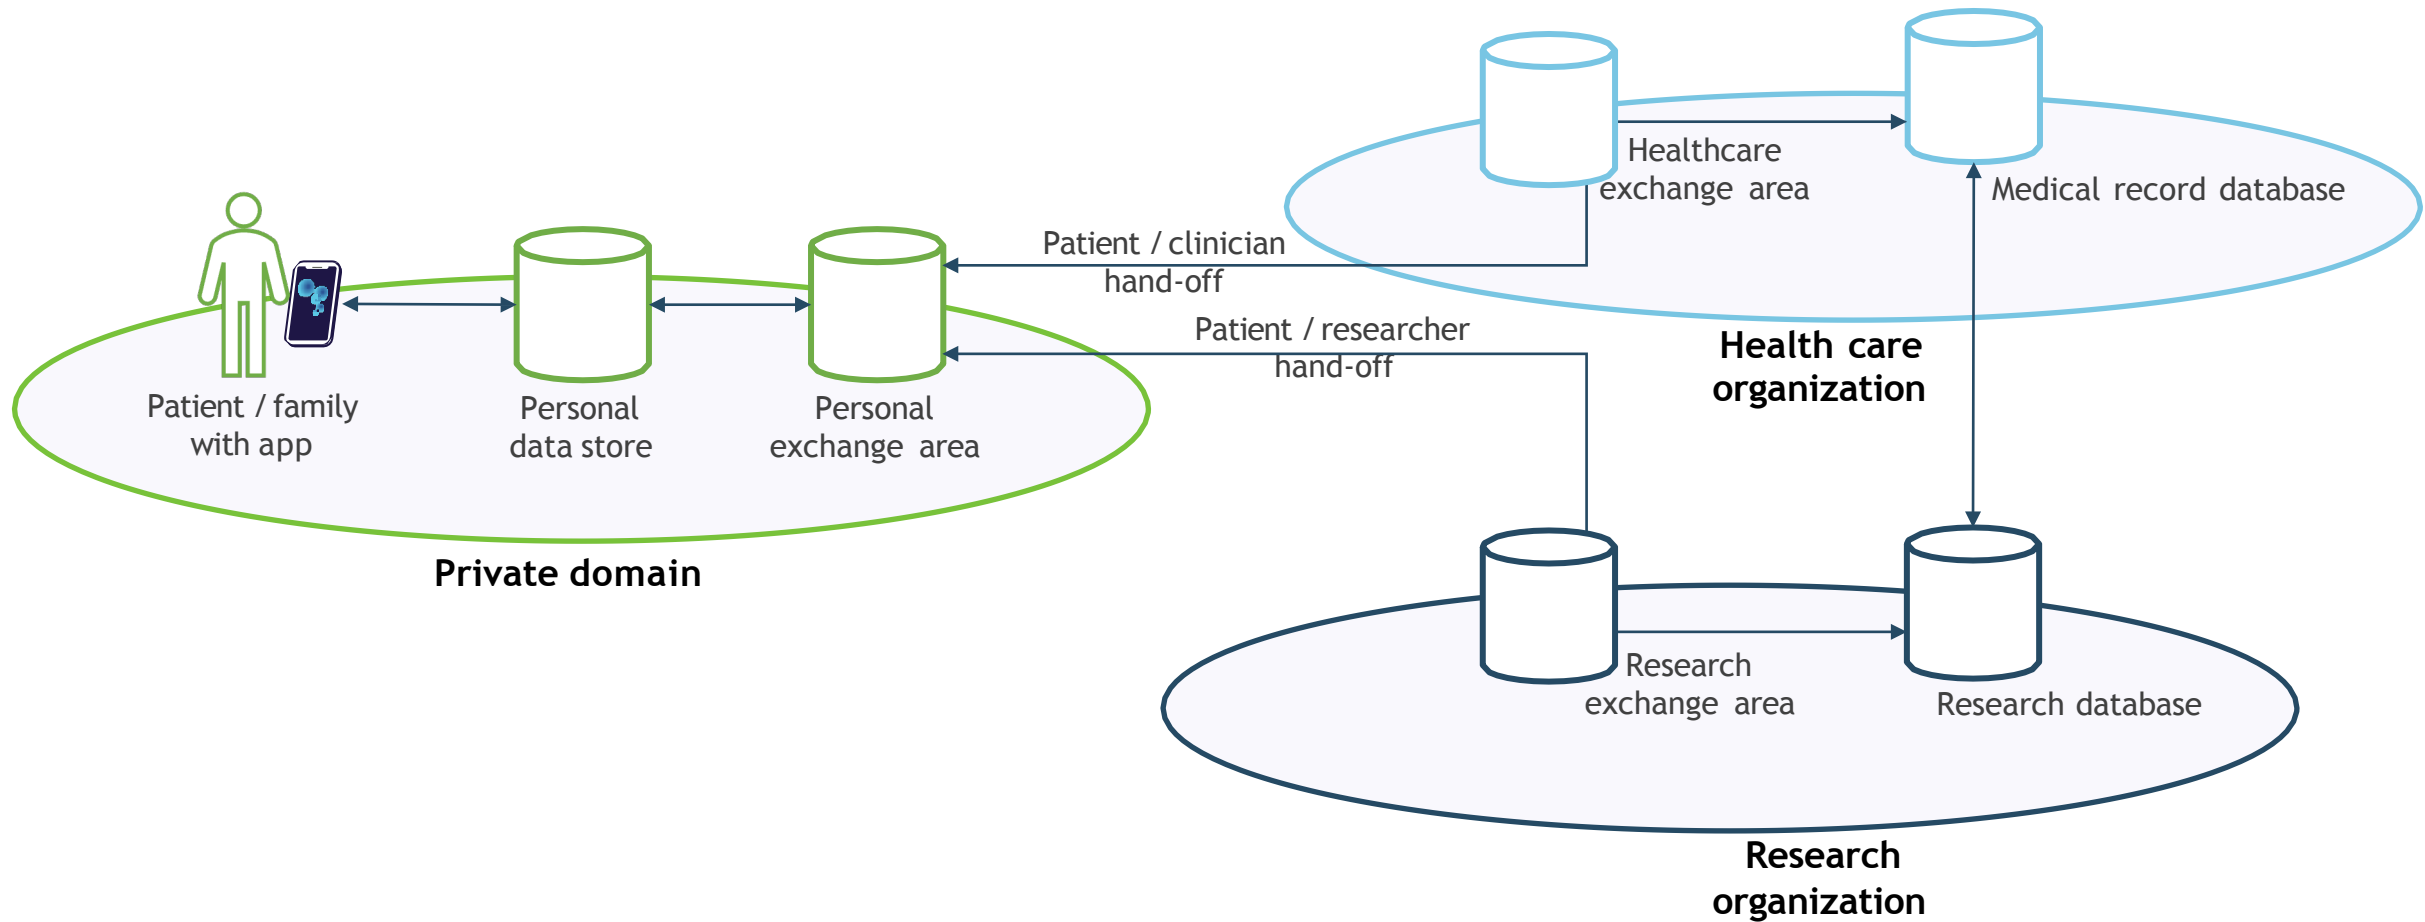 Healthcare
exchange area
Medical record database
Patient / clinician
hand-off
Patient / researcher
hand-off
Health care
organization
Patient / family
with app
Personal
data store
Personal
exchange area
Private domain
Research
exchange area
Research database
Research
organization